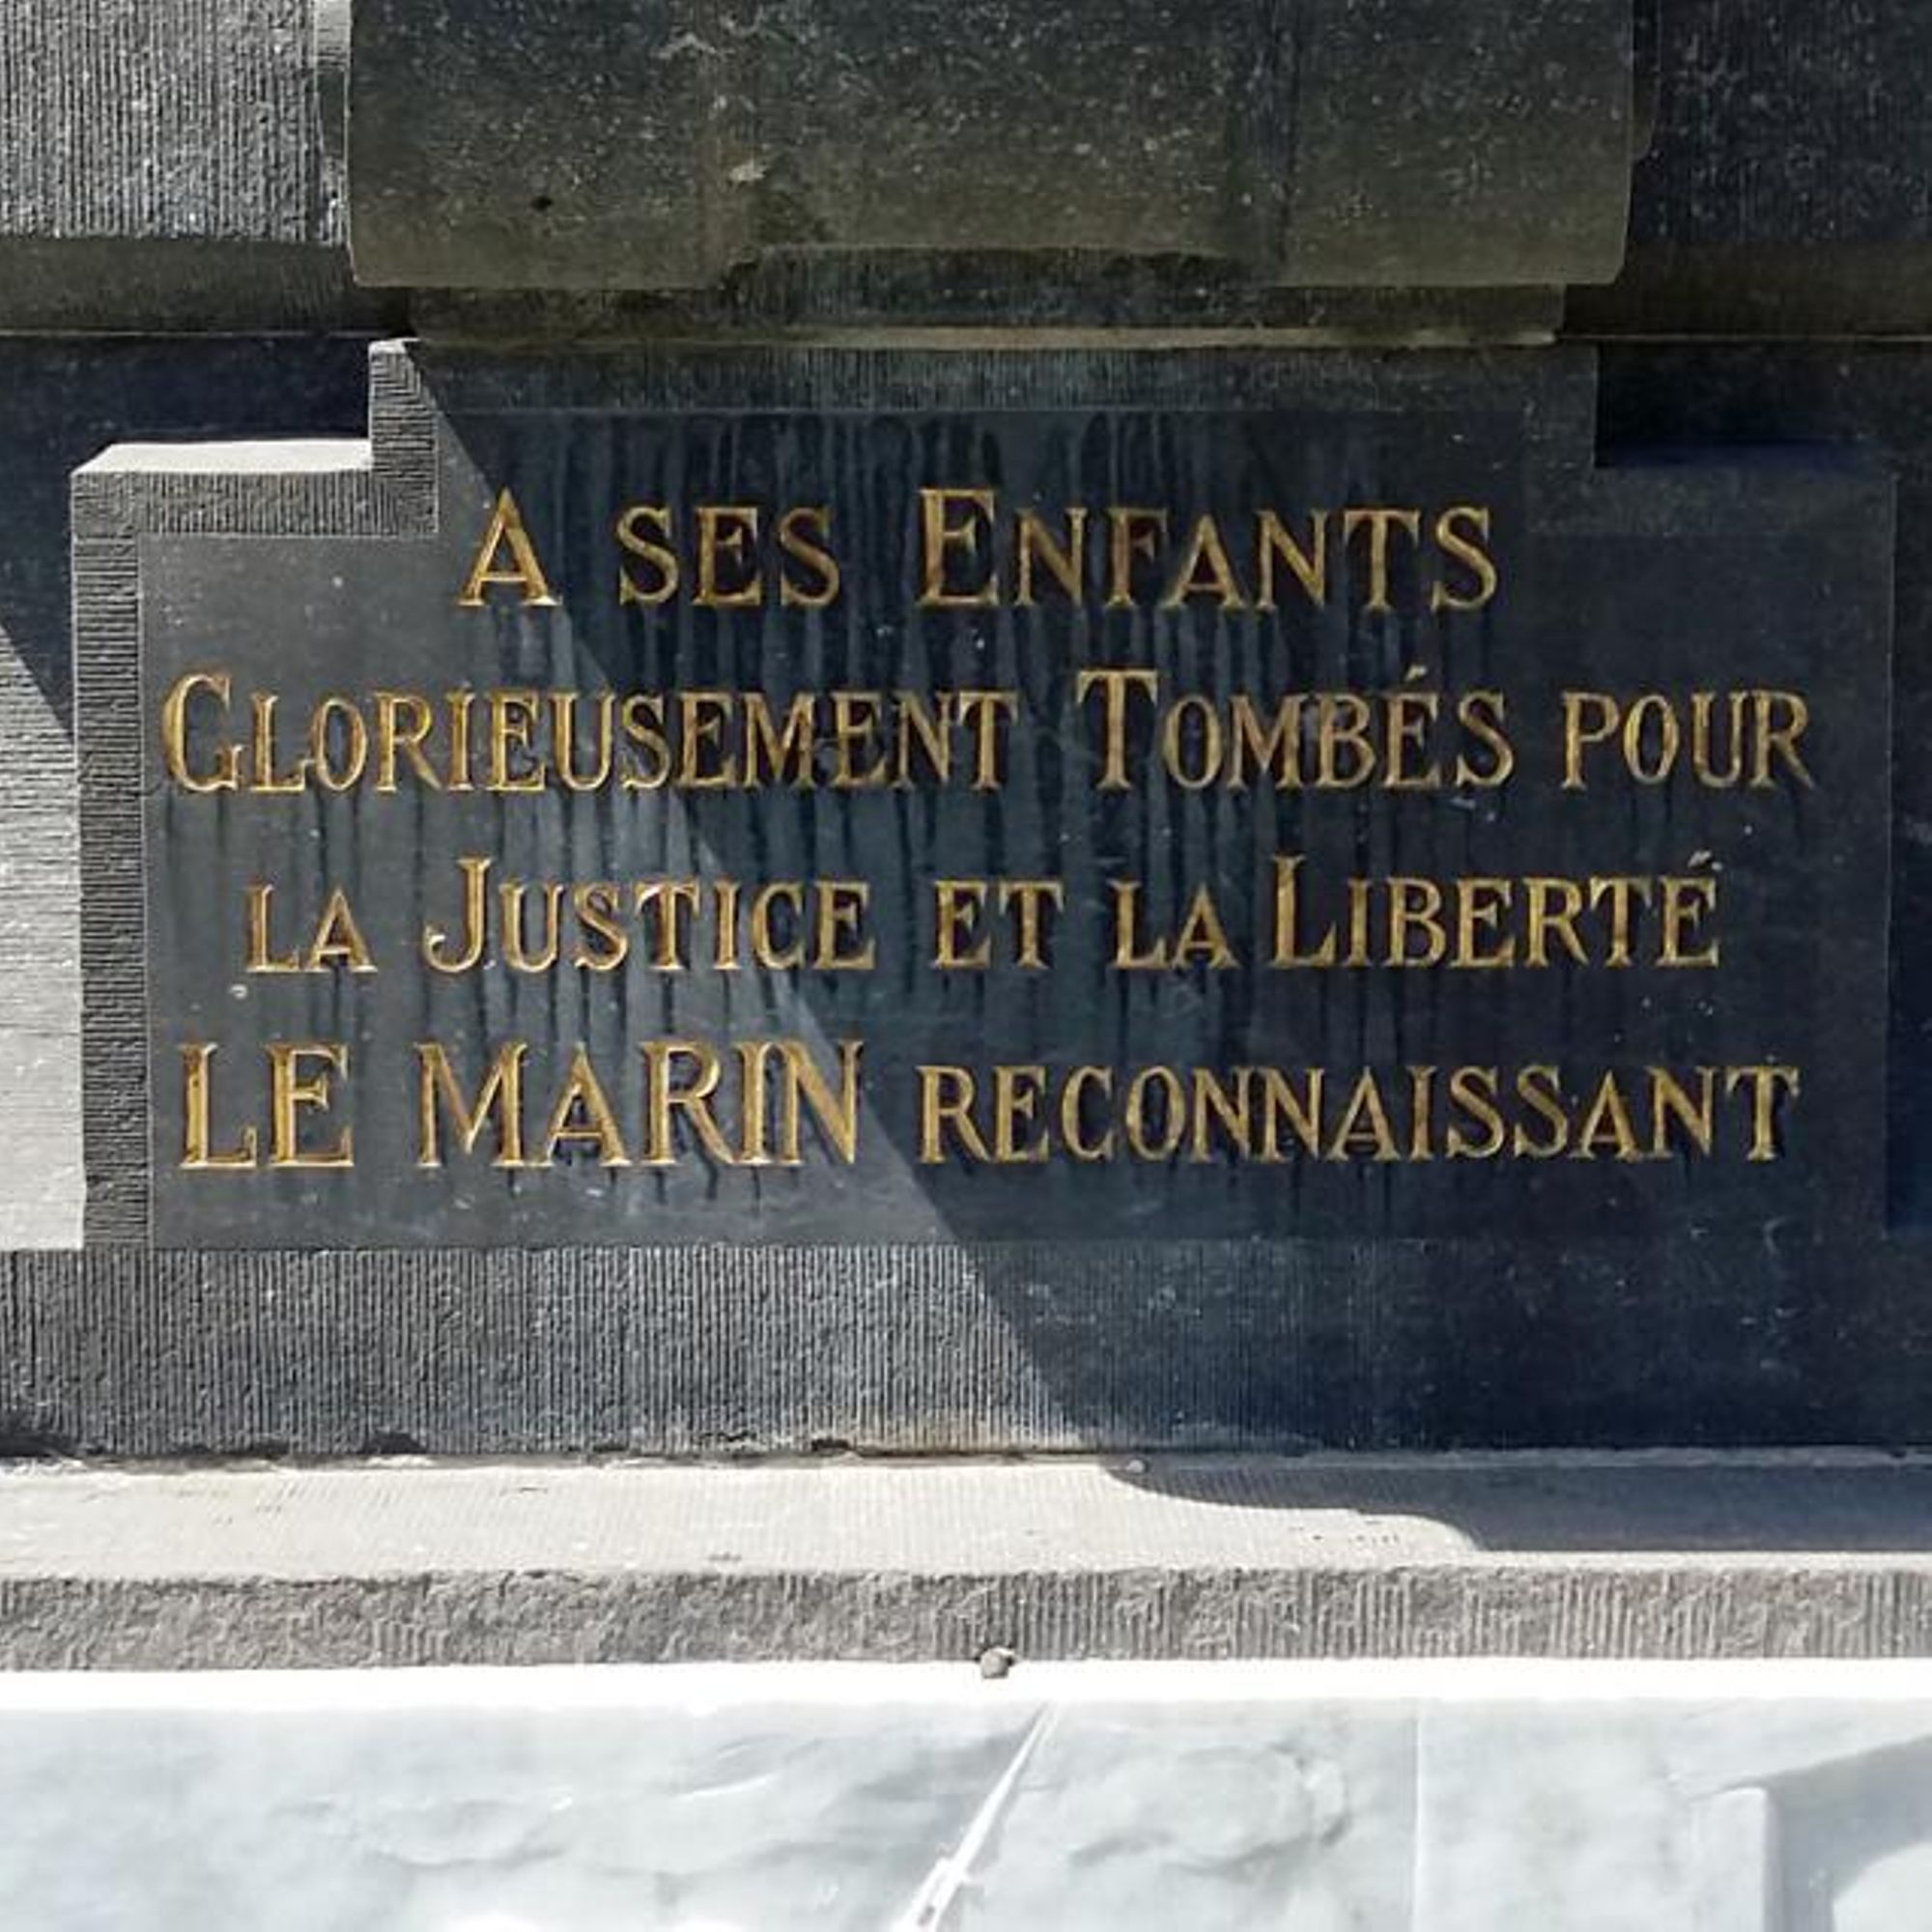 A SES ENFANTS
GLORIEUSEMENT TOMBÉS POUR
LA JUSTICE ET LA LIBERTÉ
LE MARIN RECONNAISSANT